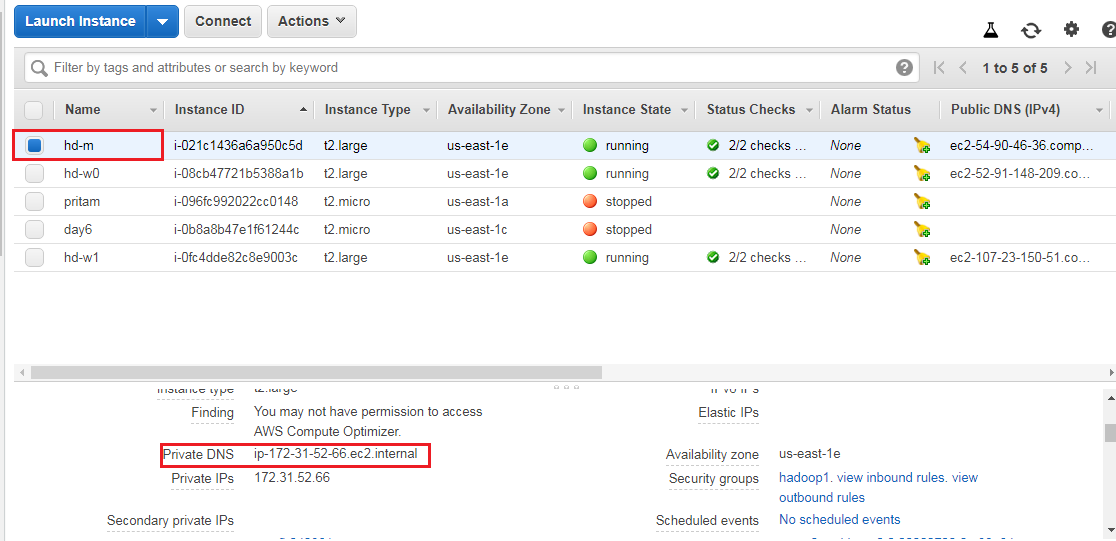 Launch Instance Connect Actions
Filter by tags and attributes or search by keyword 1 to 5 of 5
Name Instance ID Instance Type Availability Zone Instance State Status Checks Alarm Status Public DNS (IPv4)
hd-m i-021c1436a6a950c5d t2.large us-east-1e running 2/2 checks ... None ec2-54-90-46-36.comp...
hd-w0 i-08cb47721b5388a1b t2.large us-east-1e running 2/2 checks ... None ec2-52-91-148-209.co...
pritam i-096fc992022cc0148 t2.micro us-east-1a stopped None
day6 i-0b8a8b47e1f61244c t2.micro us-east-1c stopped None
hd-w1 i-0fc4dde82c8e9003c t2.large us-east-1e running 2/2 checks ... None ec2-107-23-150-51.co...
Instance type t2.large IPv6 IPs
Finding You may not have permission to access Elastic IPs
AWS Compute Optimizer.
Private DNS ip-172-31-52-66.ec2.internal Availability zone us-east-1e
Private IPs 172.31.52.66 Security groups hadoop1. view inbound rules. view
outbound rules
Secondary private IPs Scheduled events No scheduled events